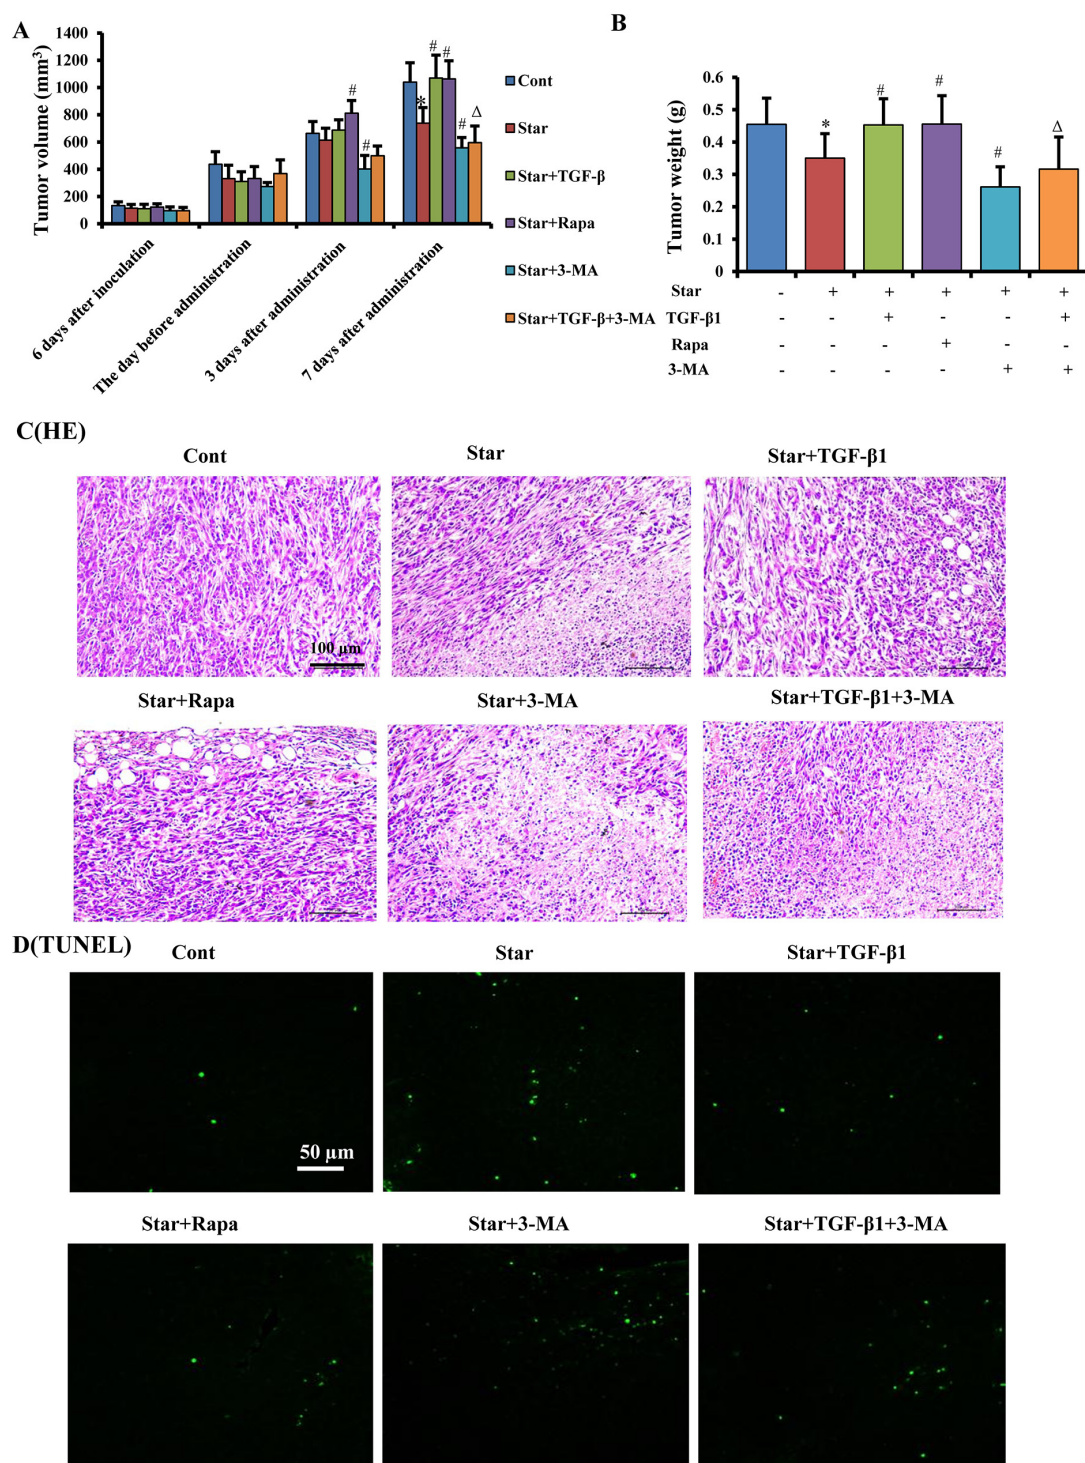 A
Tumor volume (mm³)
1400
1200
1000
800
600
400
200
0
# # # # * # Δ
6 days after inoculation
The day before administration
3 days after administration
7 days after administration
Cont
Star
Star+TGF-β
Star+Rapa
Star+3-MA
Star+TGF-β+3-MA
B
Tumor weight (g)
0.6
0.5
0.4
0.3
0.2
0.1
0
* # # # Δ
Star - + + + + +
TGF-β1 - - + - - +
Rapa - - - + - -
3-MA - - - - + +
C(HE)
Cont
Star
Star+TGF-β1
100 µm
Star+Rapa
Star+3-MA
Star+TGF-β1+3-MA
D(TUNEL)
Cont
Star
Star+TGF-β1
50 µm
Star+Rapa
Star+3-MA
Star+TGF-β1+3-MA